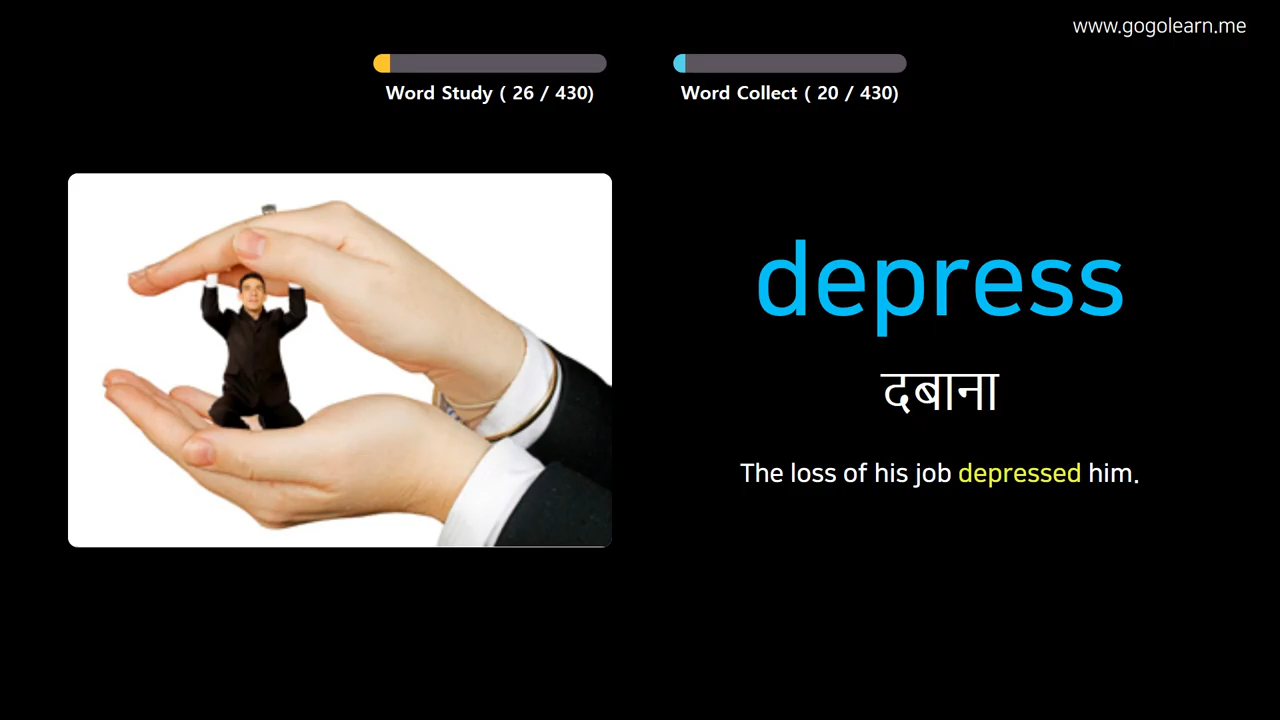 www.gogolearn.me
Word Study ( 26 / 430)
Word Collect ( 20 / 430)
depress
दबाना
The loss of his job depressed him.